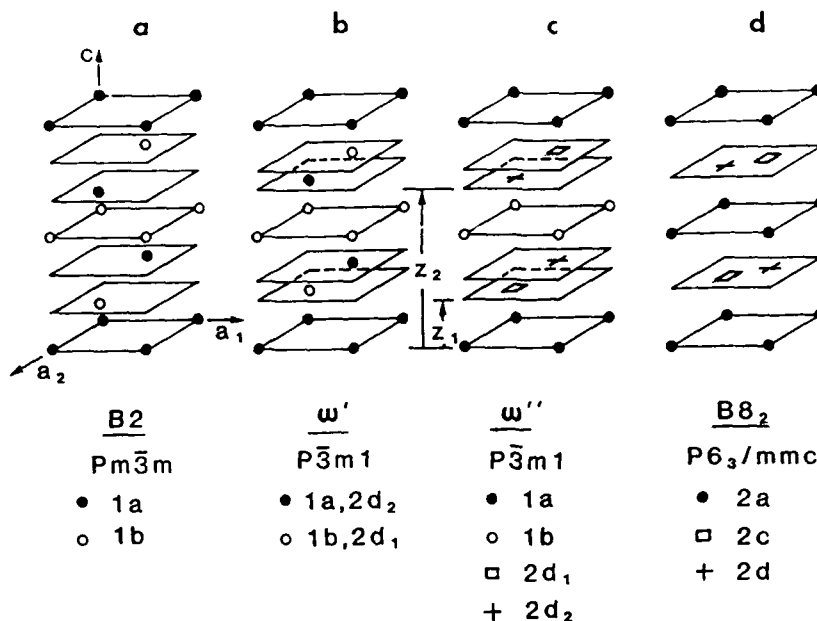 a b c d
c
z₂
z₁
a₁
a₂
B2 ω' ω'' B8₂
Pm3̄m P3̄m1 P3̄m1 P6₃/mmc
● 1a ● 1a,2d₂ ● 1a ● 2a
○ 1b ○ 1b,2d₁ ○ 1b □ 2c
□ 2d₁ + 2d
+ 2d₂